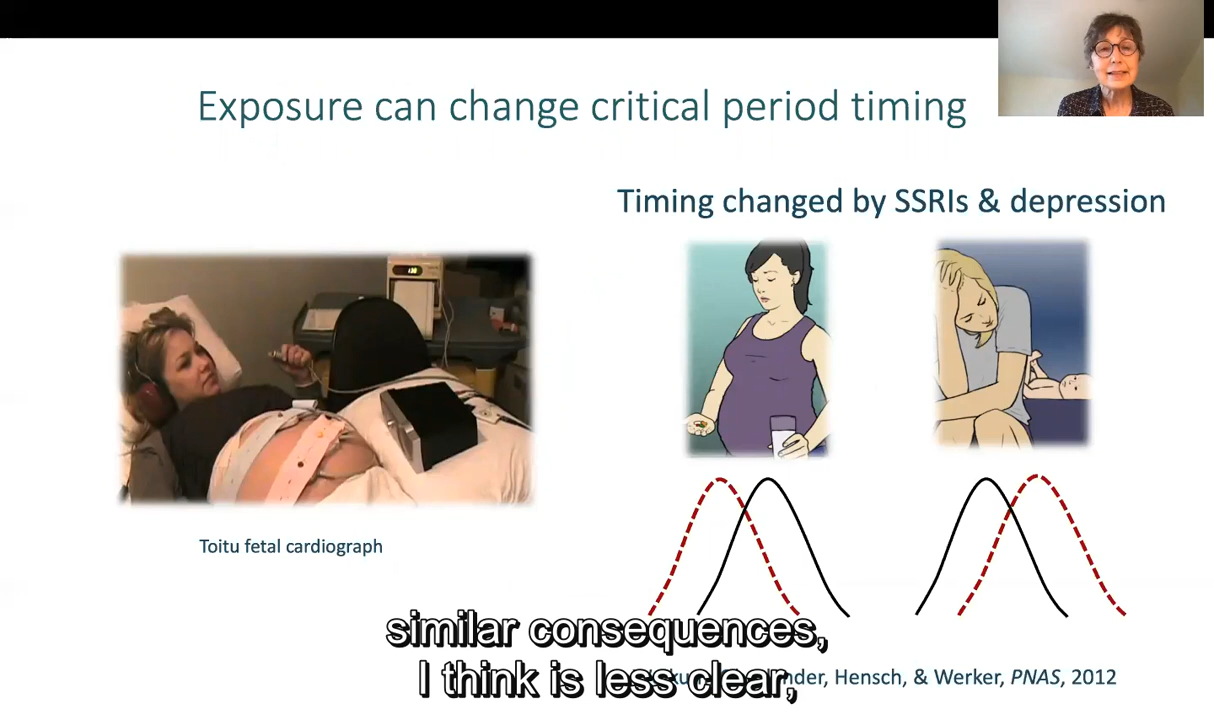 Exposure can change critical period timing
Timing changed by SSRIs & depression
Toitu fetal cardiograph
similar consequences,
I think is less clear,
Hensch, & Werker, PNAS, 2012